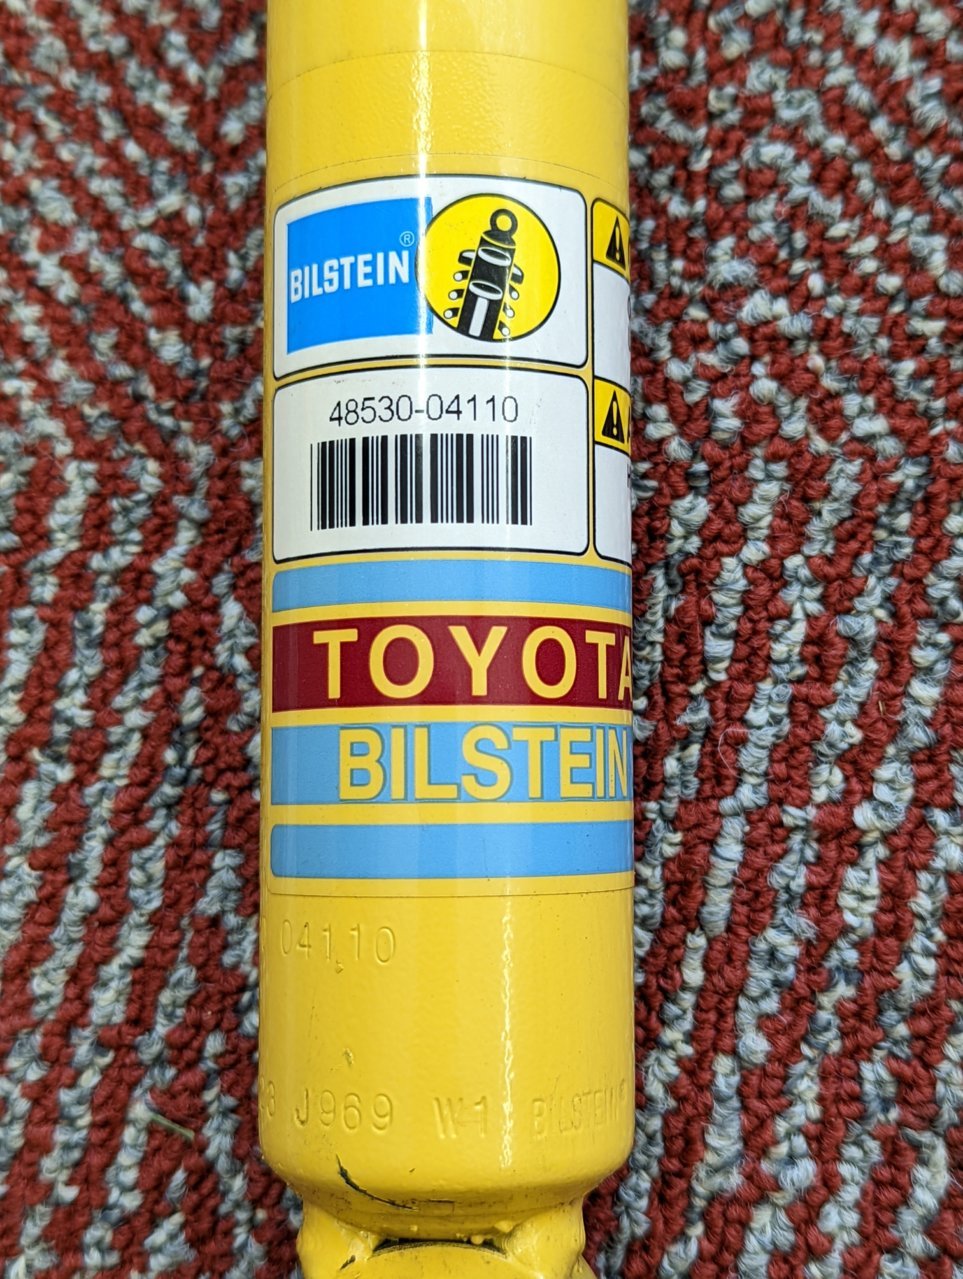 BILSTEIN®
48530-04110
TOYOTA
BILSTEIN
04110
J969 W1 BILSTEIN®